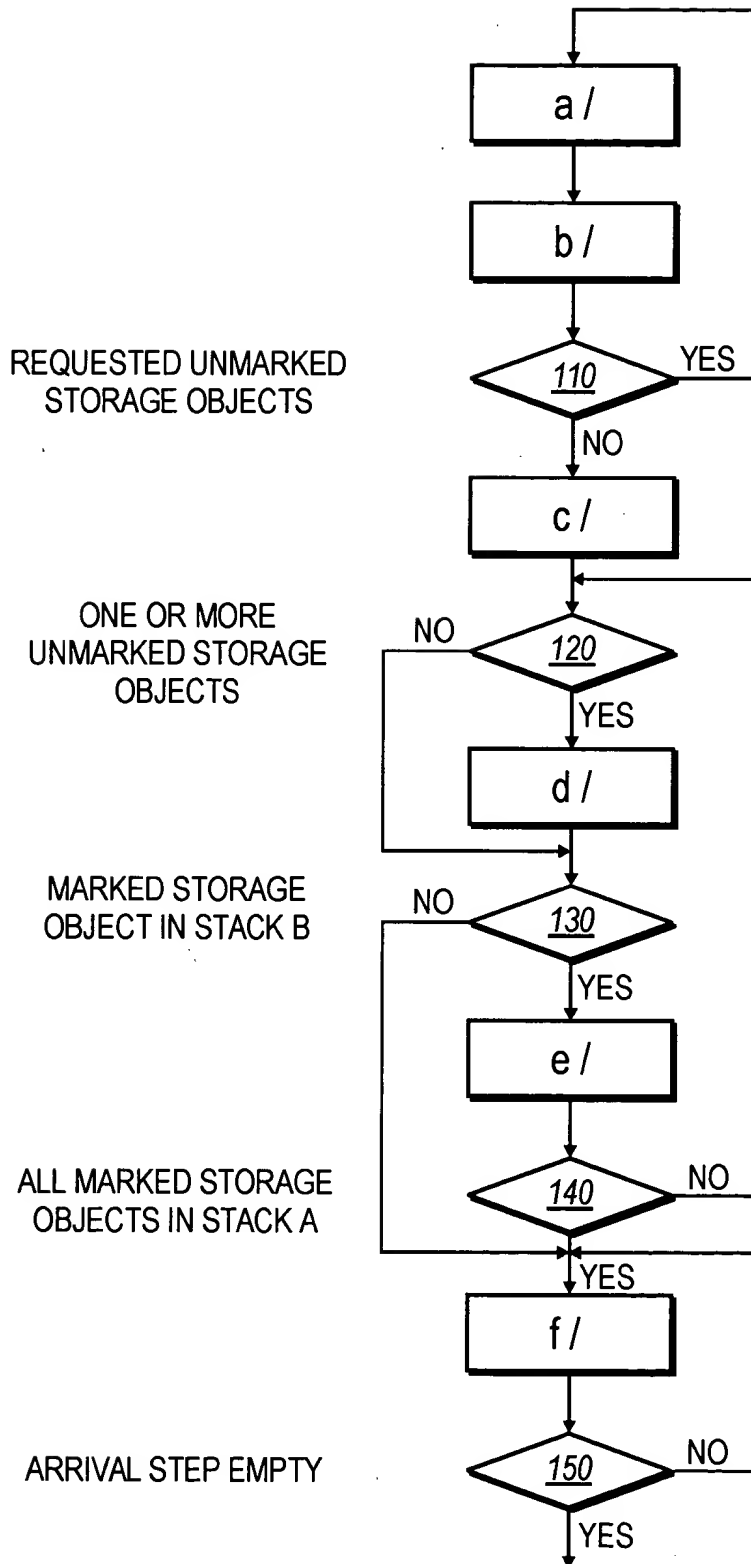 a /
b /
REQUESTED UNMARKED
STORAGE OBJECTS
110
YES
NO
c /
ONE OR MORE
UNMARKED STORAGE
OBJECTS
NO
120
YES
d /
MARKED STORAGE
OBJECT IN STACK B
NO
130
YES
e /
ALL MARKED STORAGE
OBJECTS IN STACK A
140
NO
YES
f /
ARRIVAL STEP EMPTY
150
NO
YES